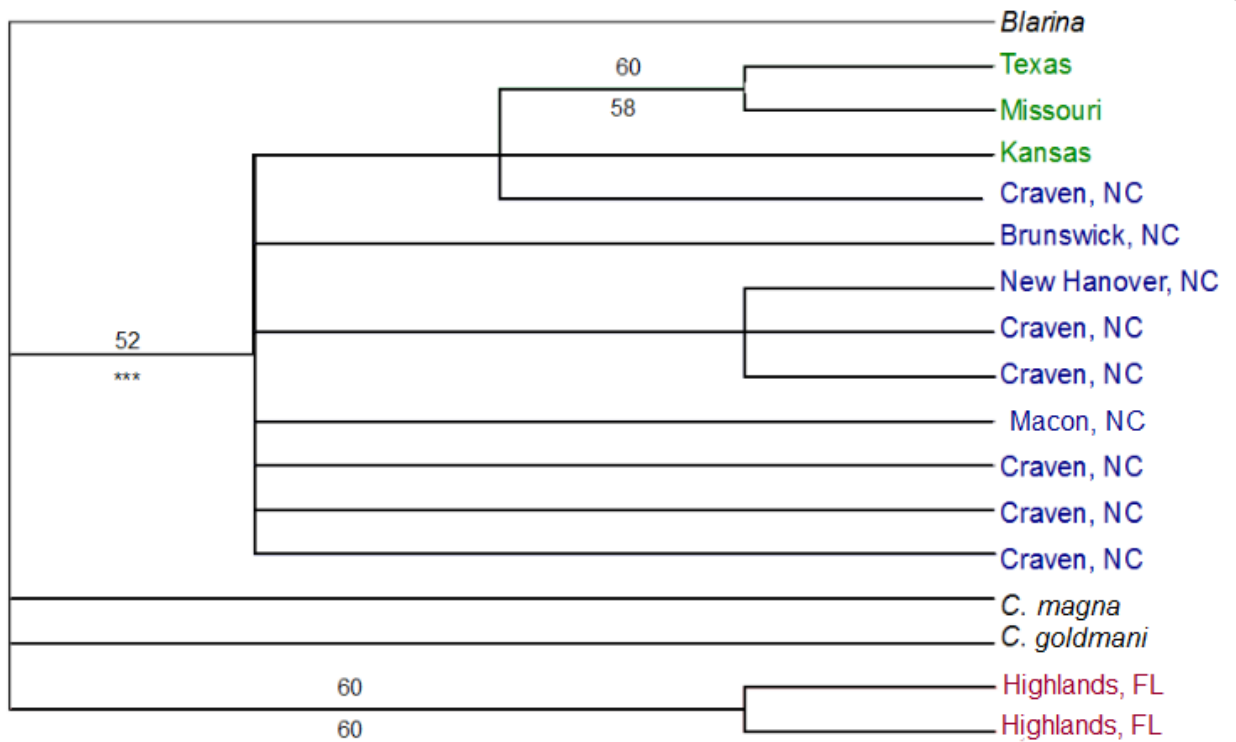 Blarina
60
Texas
58
Missouri
Kansas
Craven, NC
Brunswick, NC
New Hanover, NC
52
Craven, NC
***
Craven, NC
Macon, NC
Craven, NC
Craven, NC
Craven, NC
C. magna
C. goldmani
60
Highlands, FL
60
Highlands, FL